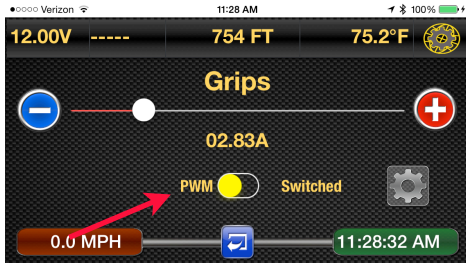 Verizon 11:28 AM 100%
12.00V ----- 754 FT 75.2°F
Grips
02.83A
PWM Switched
0.0 MPH 11:28:32 AM